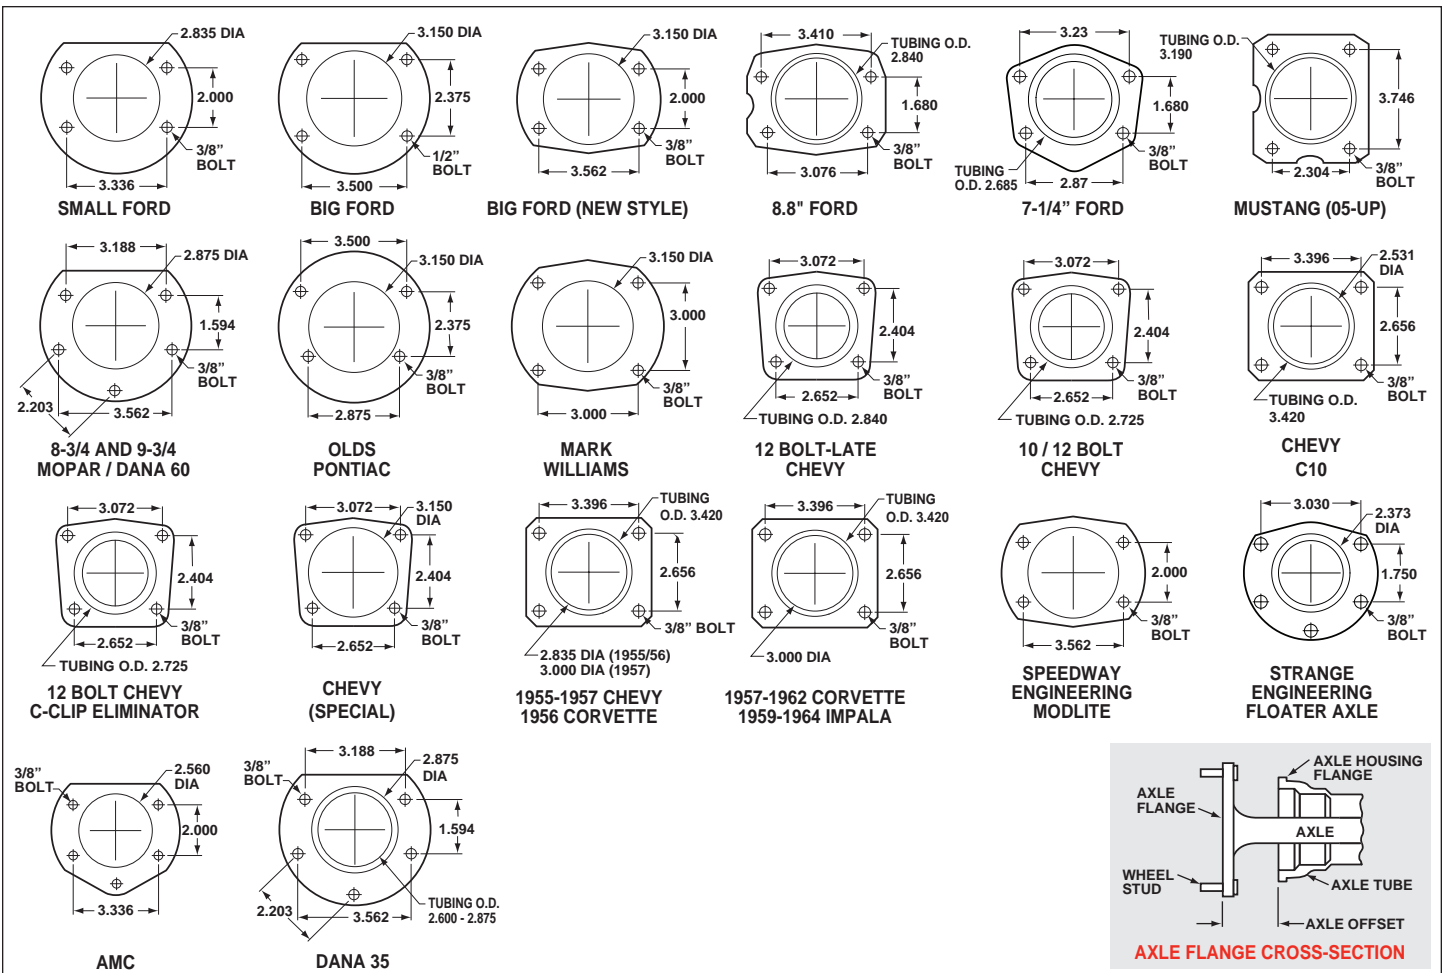 2.835 DIA
2.000
3/8”
BOLT
3.336
SMALL FORD
3.150 DIA
2.375
1/2”
BOLT
3.500
BIG FORD
3.150 DIA
2.000
3/8”
BOLT
3.562
BIG FORD (NEW STYLE)
3.410
TUBING O.D.
2.840
1.680
3/8”
BOLT
3.076
8.8" FORD
3.23
1.680
TUBING
O.D. 2.685
3/8”
BOLT
2.87
7-1/4” FORD
TUBING O.D.
3.190
3.746
3/8”
BOLT
2.304
MUSTANG (05-UP)
3.188
2.875 DIA
1.594
3/8”
BOLT
2.203
3.562
8-3/4 AND 9-3/4
MOPAR / DANA 60
3.500
3.150 DIA
2.375
3/8”
BOLT
2.875
OLDS
PONTIAC
3.150 DIA
3.000
3/8”
BOLT
3.000
MARK
WILLIAMS
3.072
2.404
3/8”
BOLT
2.652
TUBING O.D. 2.840
12 BOLT-LATE
CHEVY
3.072
2.404
3/8”
BOLT
2.652
TUBING O.D. 2.725
10 / 12 BOLT
CHEVY
3.396
2.531
DIA
2.656
3/8”
BOLT
TUBING O.D.
3.420
CHEVY
C10
3.072
2.404
3/8”
BOLT
2.652
TUBING O.D. 2.725
12 BOLT CHEVY
C-CLIP ELIMINATOR
3.072
3.150
DIA
2.404
3/8”
BOLT
2.652
CHEVY
(SPECIAL)
3.396
TUBING
O.D. 3.420
2.656
3/8” BOLT
2.835 DIA (1955/56)
3.000 DIA (1957)
1955-1957 CHEVY
1956 CORVETTE
3.396
TUBING
O.D. 3.420
2.656
3/8”
BOLT
3.000 DIA
1957-1962 CORVETTE
1959-1964 IMPALA
2.000
3/8”
BOLT
3.562
SPEEDWAY
ENGINEERING
MODLITE
3.030
2.373
DIA
1.750
3/8”
BOLT
STRANGE
ENGINEERING
FLOATER AXLE
3/8”
BOLT
2.560
DIA
2.000
3.336
AMC
3/8”
BOLT
3.188
2.875
DIA
1.594
2.203
3.562
TUBING O.D.
2.600 - 2.875
DANA 35
AXLE HOUSING
FLANGE
AXLE
FLANGE
AXLE
WHEEL
STUD
AXLE TUBE
AXLE OFFSET
AXLE FLANGE CROSS-SECTION